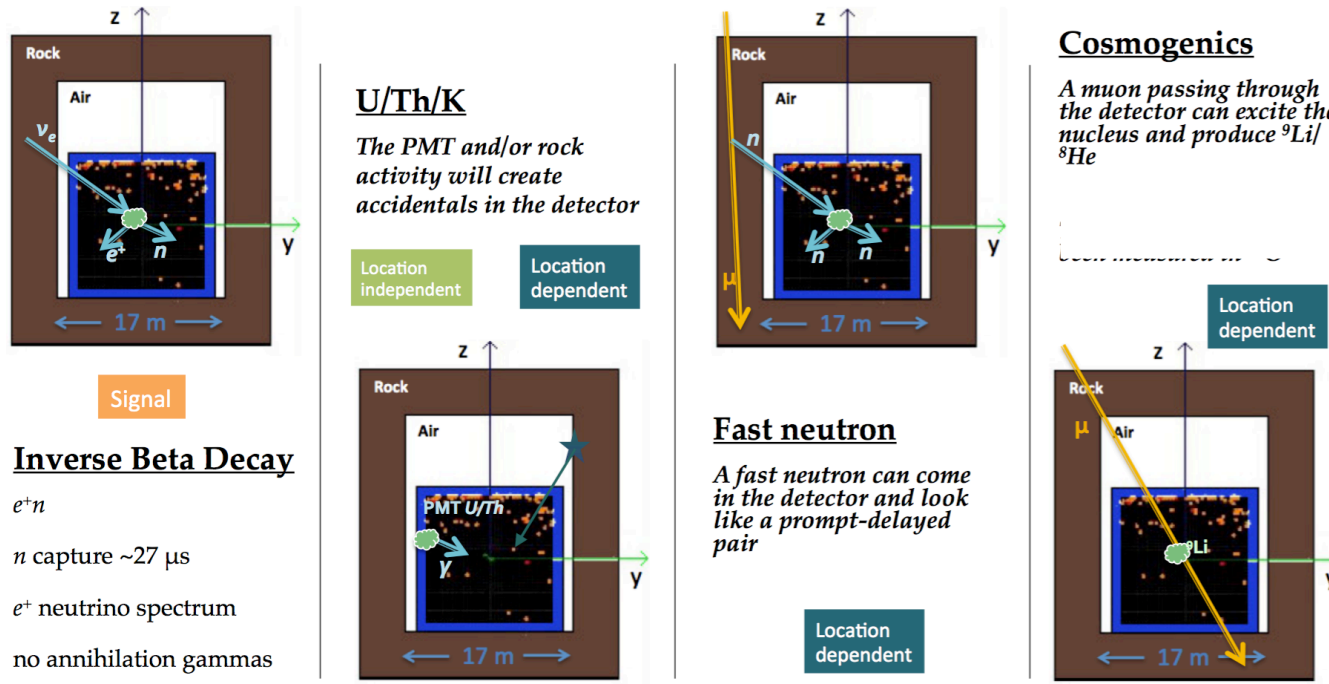 z
Rock
Air
νe
e+
n
y
17 m
Signal
Inverse Beta Decay
e+n
n capture ~27 μs
e+ neutrino spectrum
no annihilation gammas
U/Th/K
The PMT and/or rock
activity will create
accidentals in the detector
Location
independent
Location
dependent
z
Rock
Air
PMT U/Th
γ
y
17 m
z
Rock
Air
n
n
n
y
μ
17 m
Fast neutron
A fast neutron can come
in the detector and look
like a prompt-delayed
pair
Location
dependent
Cosmogenics
A muon passing through
the detector can excite the
nucleus and produce ⁹Li/
⁸He
Location
dependent
z
Rock
μ
Air
⁹Li
y
17 m